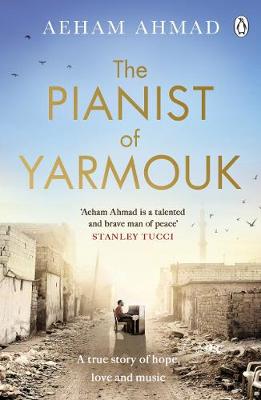 AEHAM AHMAD
The
PIANIST
of
YARMOUK
'Aeham Ahmad is a talented
and brave man of peace'
STANLEY TUCCI
A true story of hope,
love and music